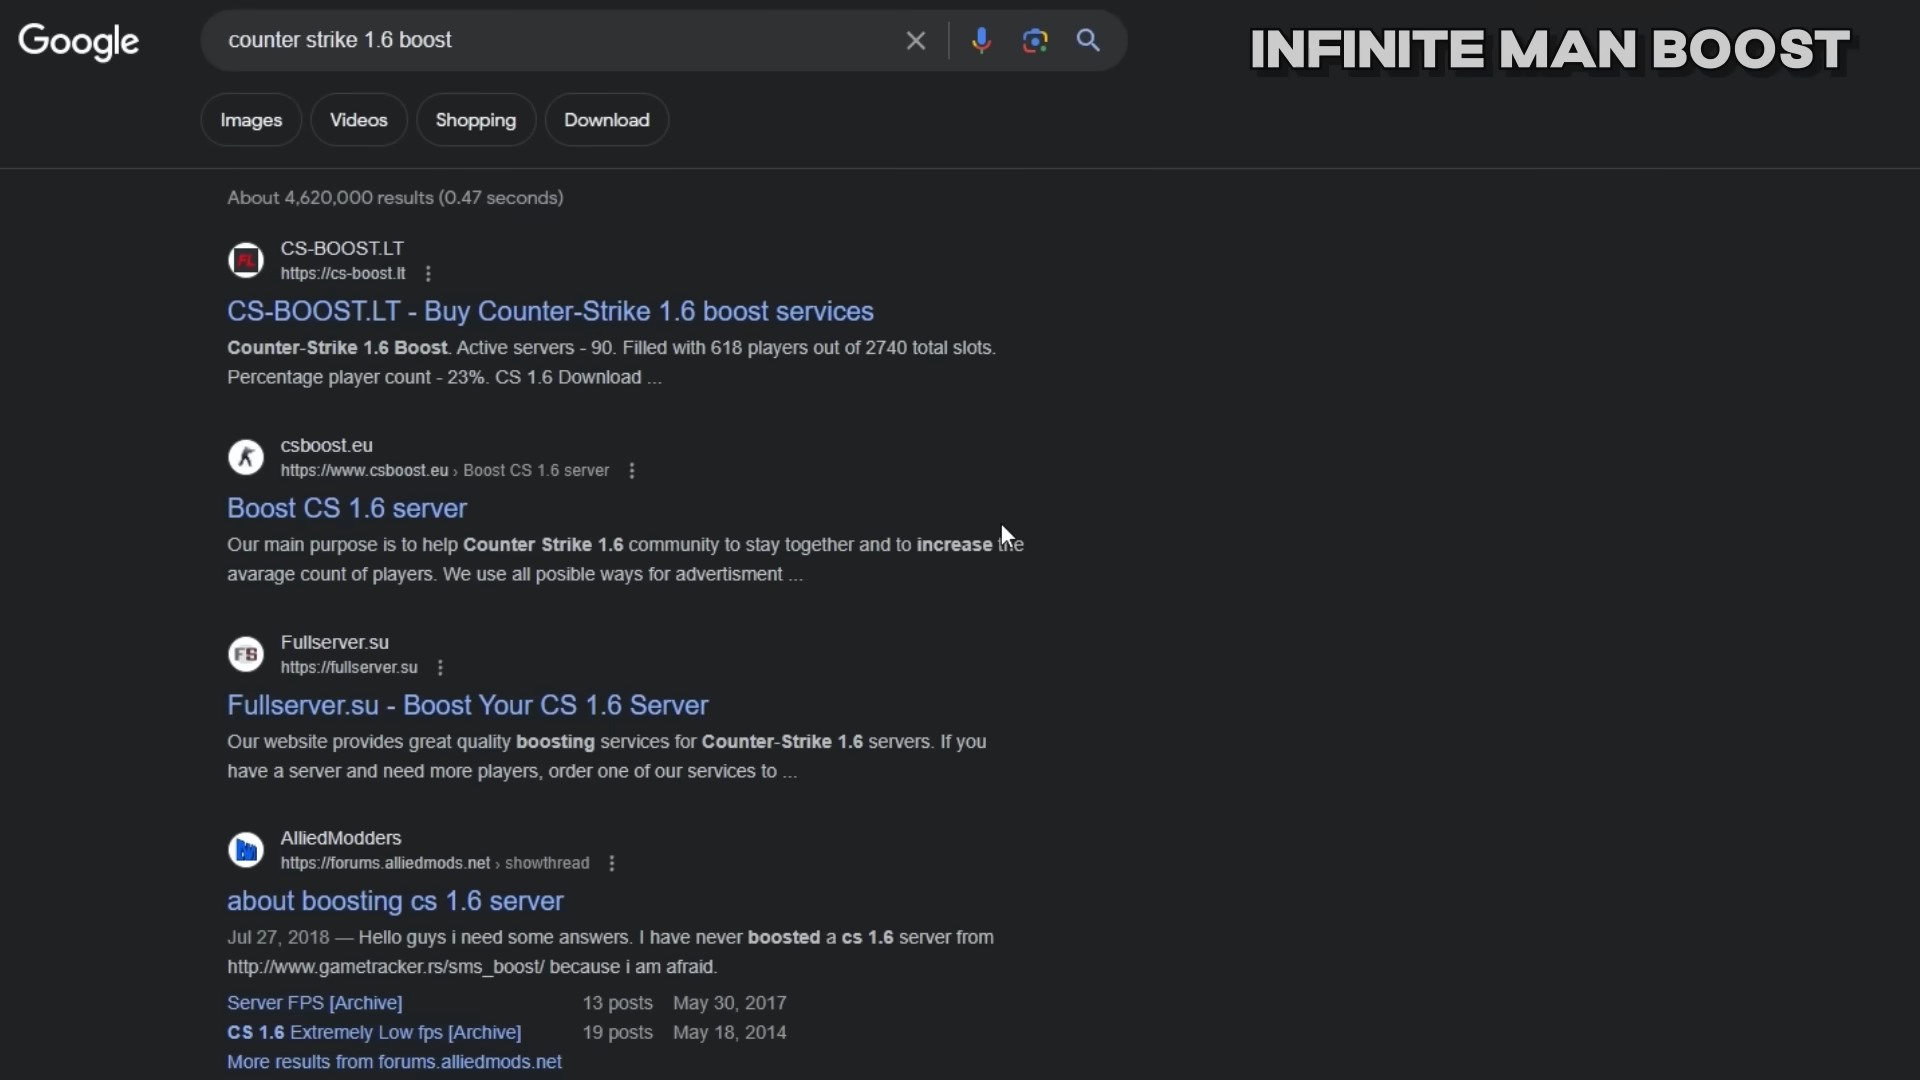 Google
counter strike 1.6 boost
INFINITE MAN BOOST
Images
Videos
Shopping
Download
About 4,620,000 results (0.47 seconds)
FL
CS-BOOST.LT
https://cs-boost.lt
CS-BOOST.LT - Buy Counter-Strike 1.6 boost services
Counter-Strike 1.6 Boost. Active servers - 90. Filled with 618 players out of 2740 total slots.
Percentage player count - 23%. CS 1.6 Download ...
csboost.eu
https://www.csboost.eu › Boost CS 1.6 server
Boost CS 1.6 server
Our main purpose is to help Counter Strike 1.6 community to stay together and to increase the
avarage count of players. We use all posible ways for advertisment ...
FS
Fullserver.su
https://fullserver.su
Fullserver.su - Boost Your CS 1.6 Server
Our website provides great quality boosting services for Counter-Strike 1.6 servers. If you
have a server and need more players, order one of our services to ...
AlliedModders
https://forums.alliedmods.net › showthread
about boosting cs 1.6 server
Jul 27, 2018 — Hello guys i need some answers. I have never boosted a cs 1.6 server from
http://www.gametracker.rs/sms_boost/ because i am afraid.
Server FPS [Archive] 13 posts May 30, 2017
CS 1.6 Extremely Low fps [Archive] 19 posts May 18, 2014
More results from forums.alliedmods.net